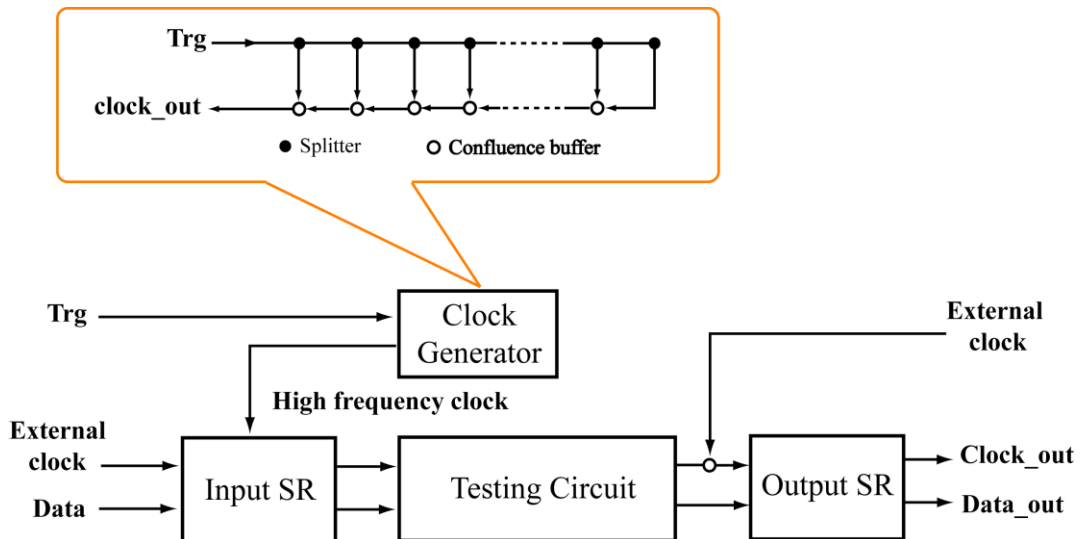 Trg
clock_out
Splitter
Confluence buffer
Trg
Clock
Generator
External
clock
High frequency clock
External
clock
Data
Input SR
Testing Circuit
Output SR
Clock_out
Data_out